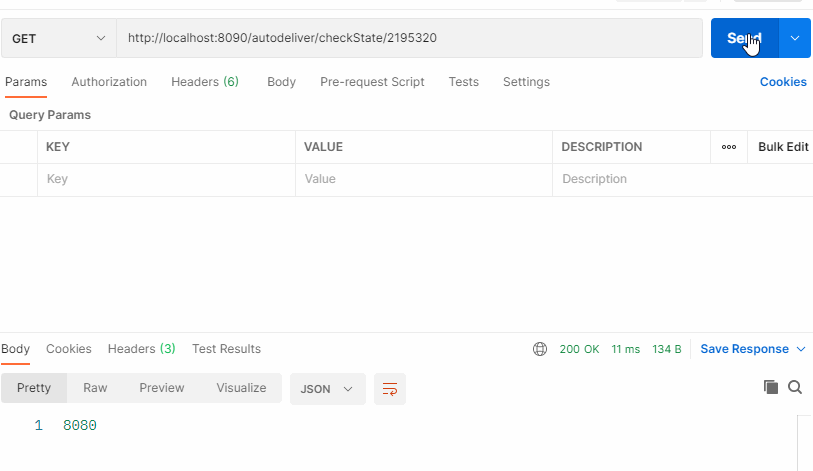 GET http://localhost:8090/autodeliver/checkState/2195320 Send
Params Authorization Headers (6) Body Pre-request Script Tests Settings Cookies
Query Params
KEY VALUE DESCRIPTION ooo Bulk Edit
Key Value Description
Body Cookies Headers (3) Test Results 200 OK 11 ms 134 B Save Response
Pretty Raw Preview Visualize JSON
1 8080